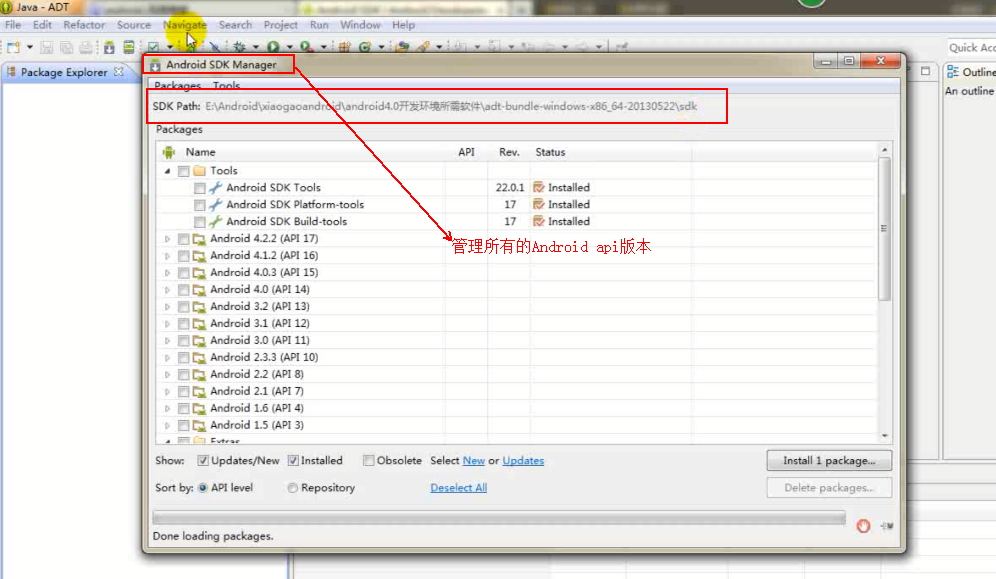 Java - ADT
File Edit Refactor Source Navigate Search Project Run Window Help
Quick Acc
Package Explorer
Outline
An outline
Android SDK Manager
Packages Tools
SDK Path: E:\Android\xiaogaoandroid\android4.0开发环境所需软件\adt-bundle-windows-x86_64-20130522\sdk
Packages
Name API Rev. Status
Tools
Android SDK Tools 22.0.1 Installed
Android SDK Platform-tools 17 Installed
Android SDK Build-tools 17 Installed
Android 4.2.2 (API 17)
管理所有的Android api版本
Android 4.1.2 (API 16)
Android 4.0.3 (API 15)
Android 4.0 (API 14)
Android 3.2 (API 13)
Android 3.1 (API 12)
Android 3.0 (API 11)
Android 2.3.3 (API 10)
Android 2.2 (API 8)
Android 2.1 (API 7)
Android 1.6 (API 4)
Android 1.5 (API 3)
Extras
Show: Updates/New Installed Obsolete Select New or Updates Install 1 package...
Sort by: API level Repository Deselect All Delete packages...
Done loading packages.